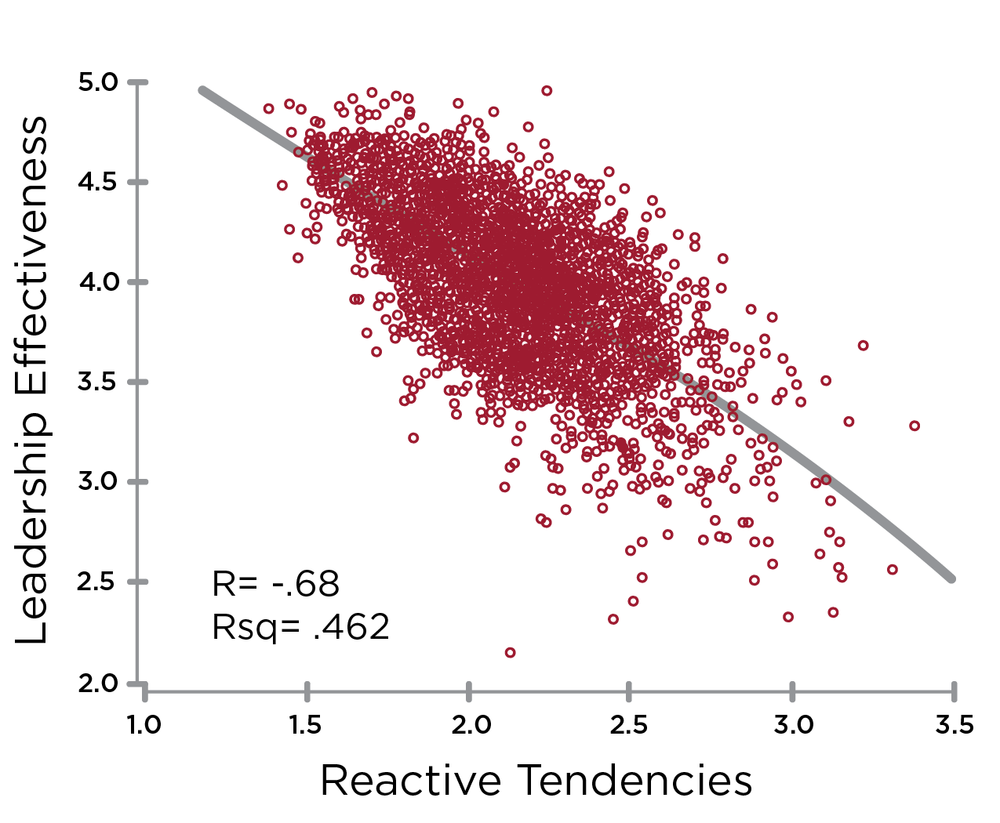 5.0
4.5
4.0
3.5
3.0
2.5
2.0
Leadership Effectiveness
R= -.68
Rsq= .462
1.0 1.5 2.0 2.5 3.0 3.5
Reactive Tendencies